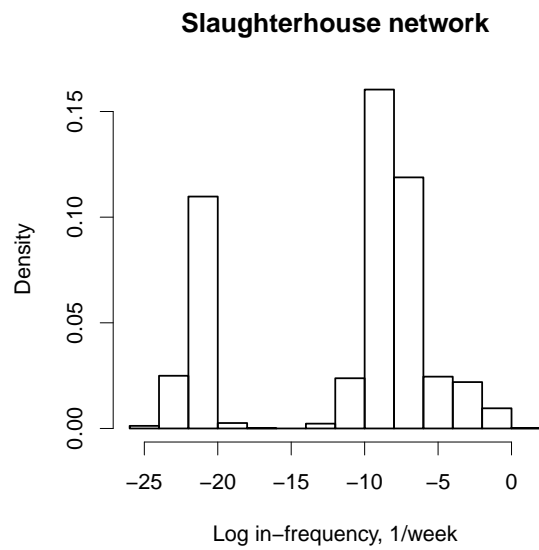 Slaughterhouse network
Density
0.15
0.10
0.05
0.00
−25 −20 −15 −10 −5 0
Log in−frequency, 1/week